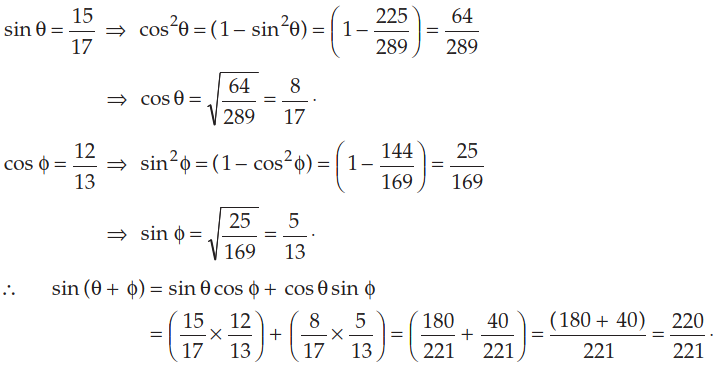 sin θ = 15/17 ⇒ cos²θ = (1 − sin²θ) = (1 − 225/289) = 64/289
⇒ cos θ = √(64/289) = 8/17 ·
cos ϕ = 12/13 ⇒ sin²ϕ = (1 − cos²ϕ) = (1 − 144/169) = 25/169
⇒ sin ϕ = √(25/169) = 5/13 ·
∴ sin (θ + ϕ) = sin θ cos ϕ + cos θ sin ϕ
= (15/17 × 12/13) + (8/17 × 5/13) = (180/221 + 40/221) = (180 + 40)/221 = 220/221 ·